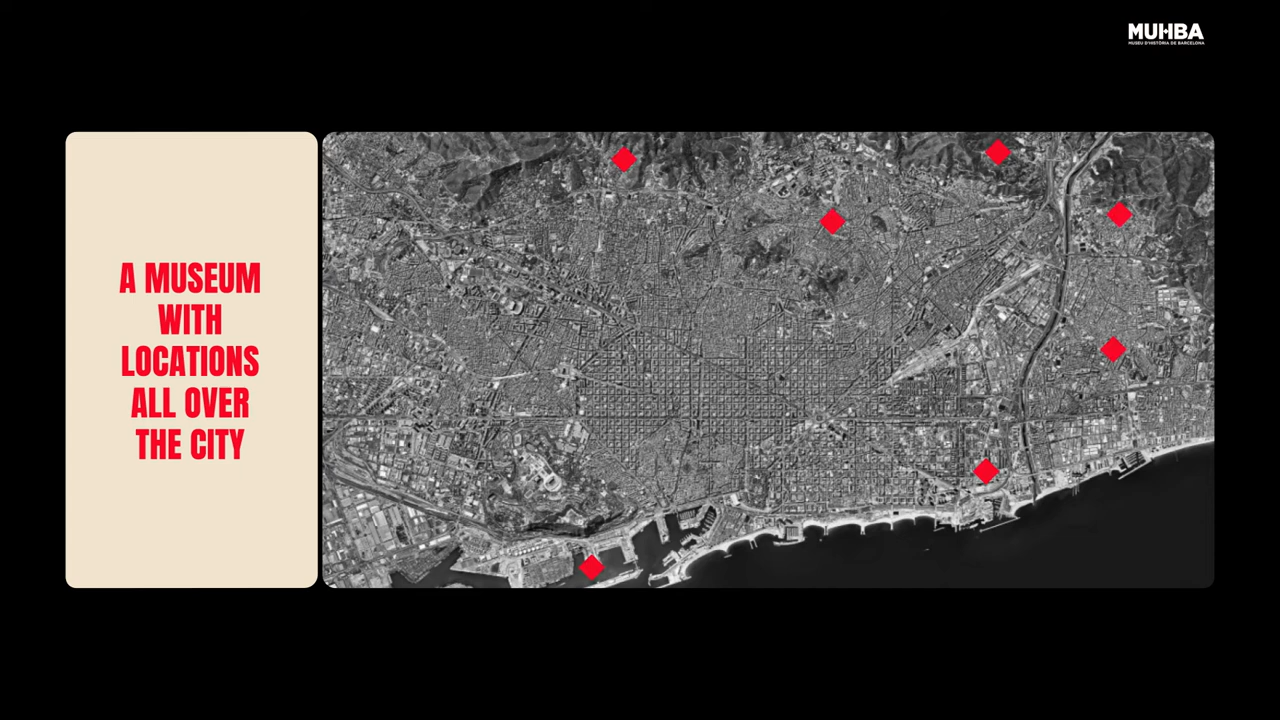 MUHBA
MUSEU D'HISTÒRIA DE BARCELONA
A MUSEUM
WITH
LOCATIONS
ALL OVER
THE CITY